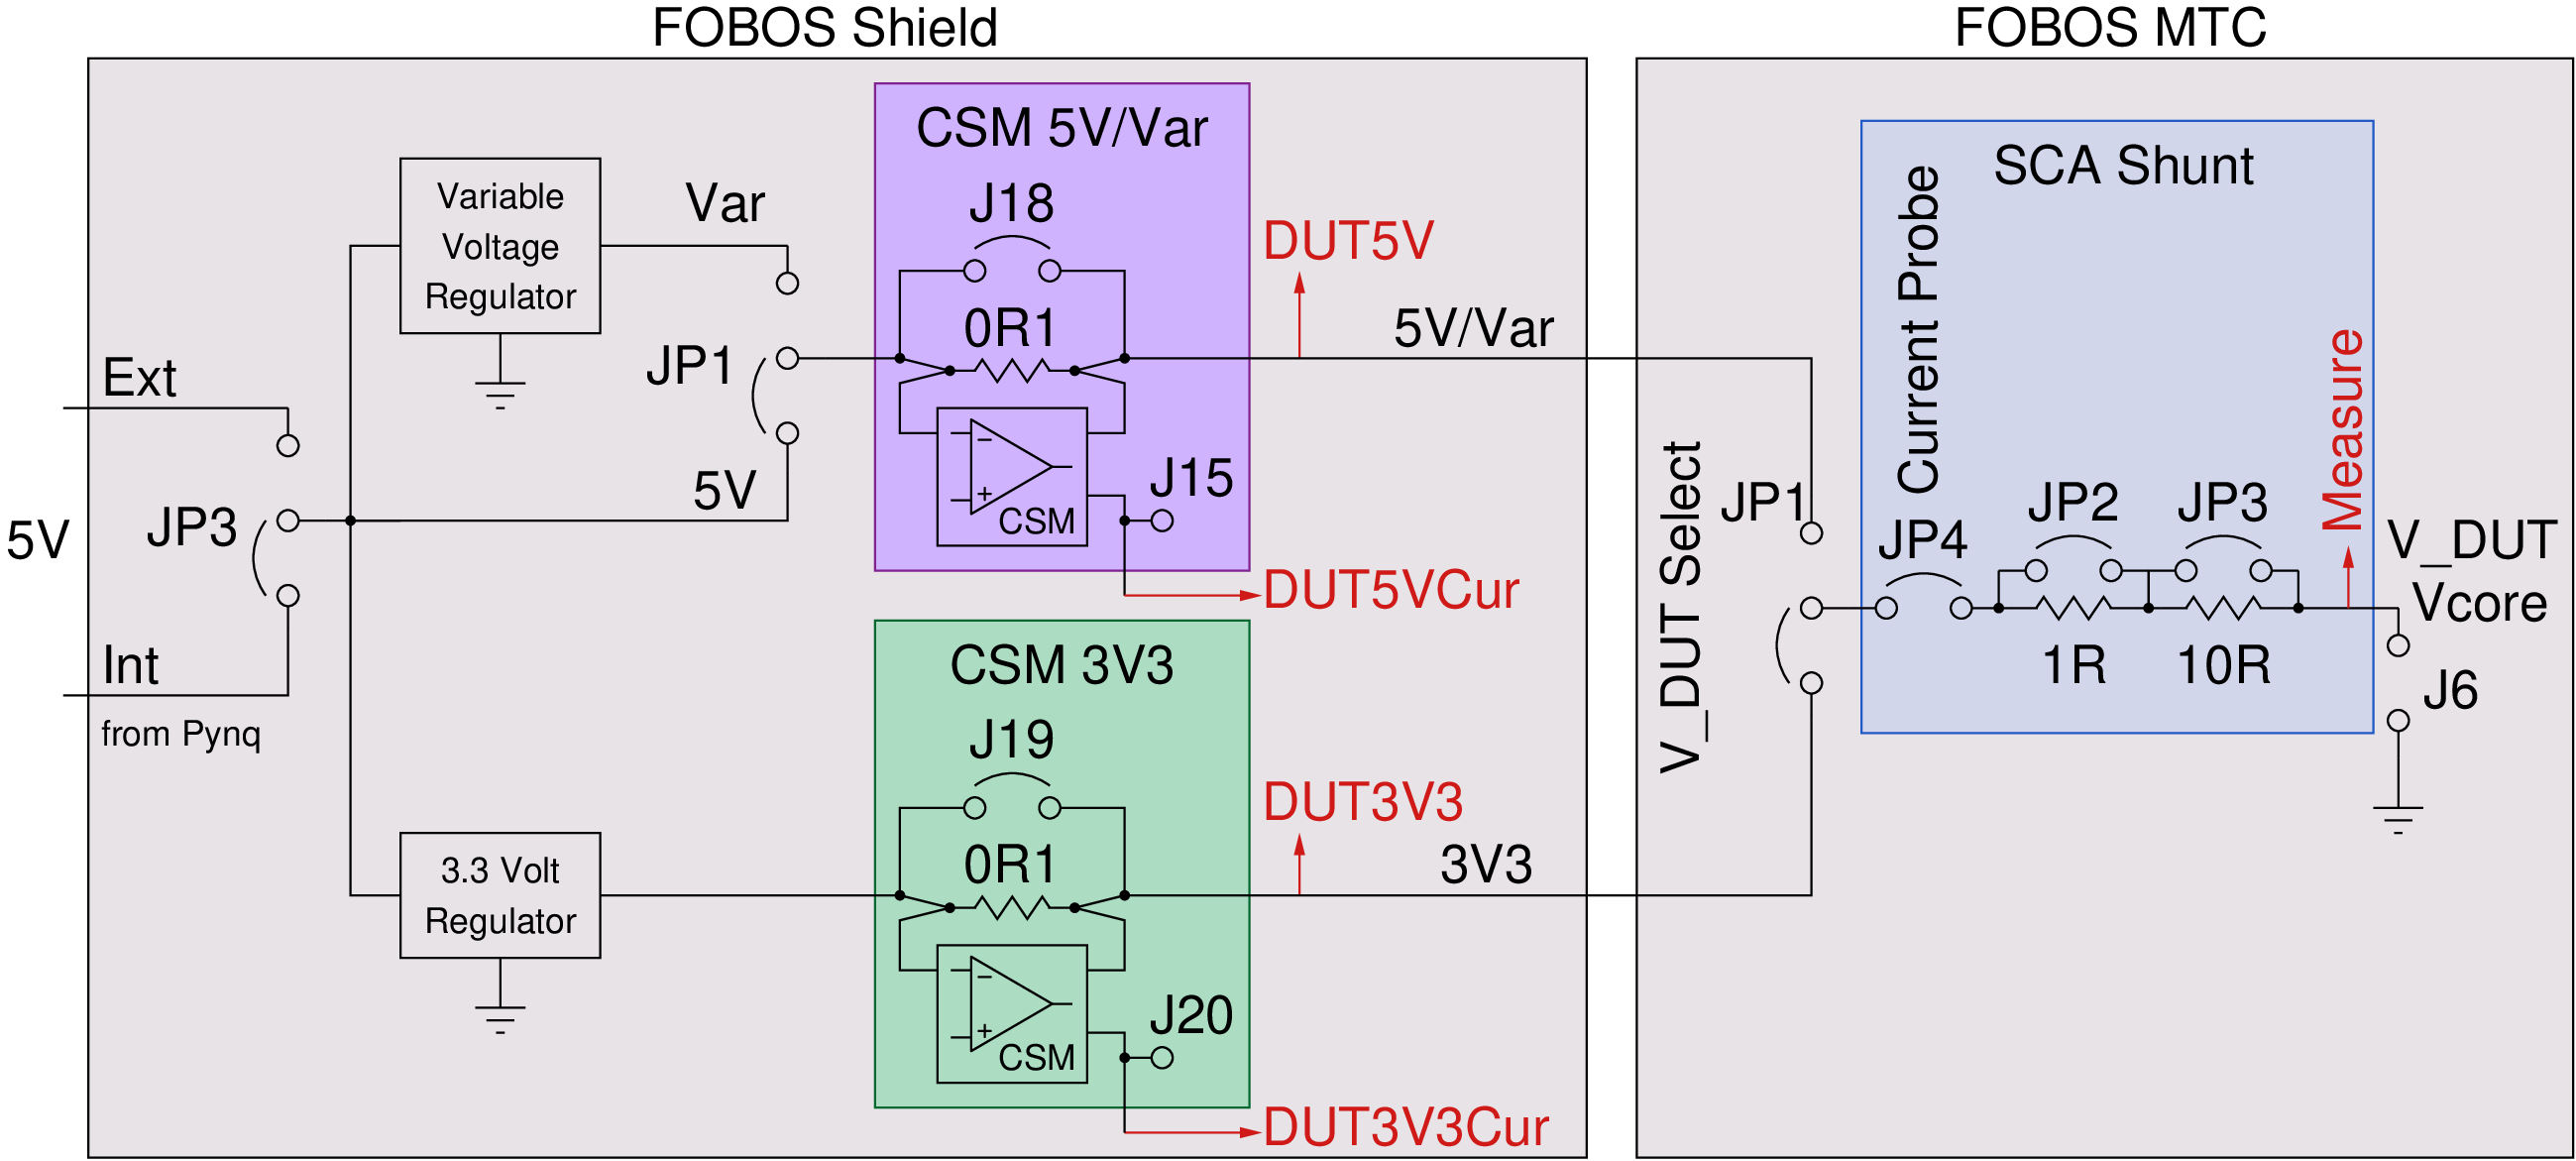 FOBOS Shield
FOBOS MTC
CSM 5V/Var
SCA Shunt
Variable
Voltage
Regulator
Var
J18
DUT5V
Current Probe
0R1
5V/Var
Measure
Ext
JP1
5V
J15
CSM
V_DUT Select
JP1
JP2
JP3
JP4
5V
JP3
V_DUT
Vcore
DUT5VCur
Int
from Pynq
CSM 3V3
1R
10R
J6
J19
DUT3V3
3.3 Volt
Regulator
0R1
3V3
J20
CSM
DUT3V3Cur